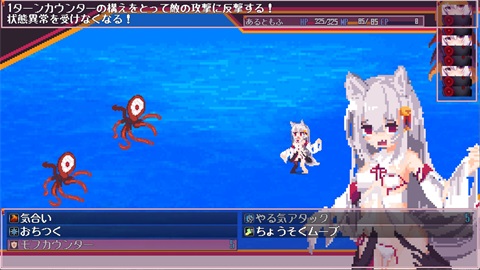 1ターンカウンターの構えをとって敵の攻撃に反撃する！
状態異常を受けなくなる！
あるともふ HP 225/225 MP 85/85 EP 8
気合い
やる気アタック 5
おちつく
ちょうそくムーブ
モフカウンター